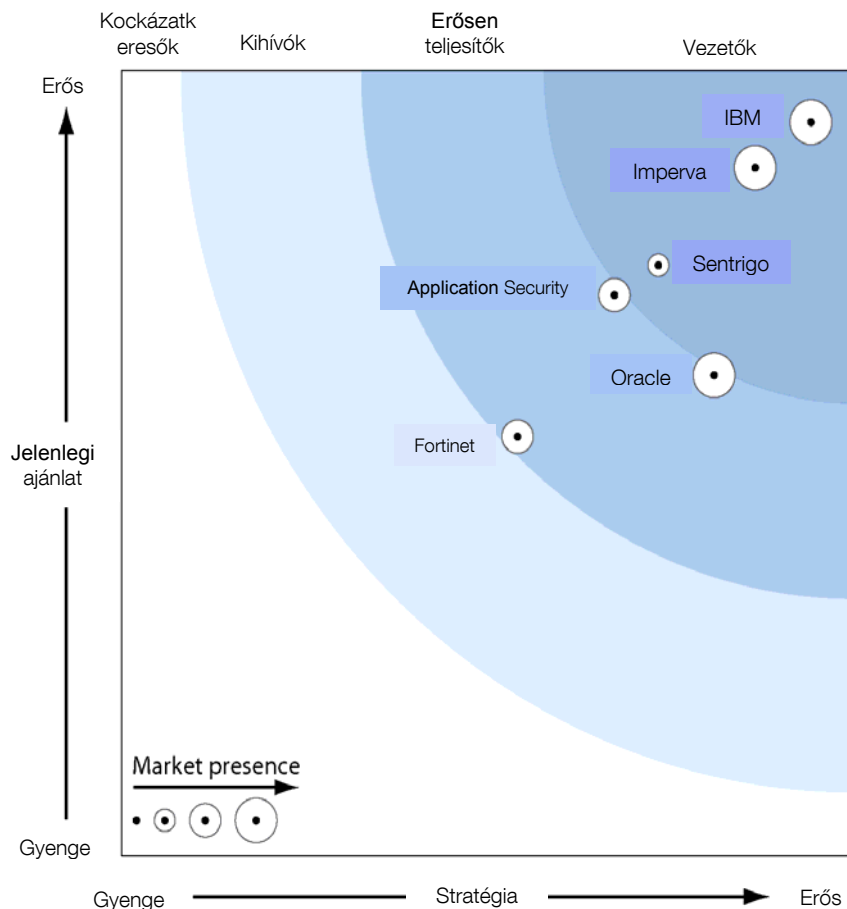 Kockázatk
eresők
Kihívók
Erősen
teljesítők
Vezetők
Erős
IBM
Imperva
Sentrigo
Application Security
Oracle
Fortinet
Jelenlegi
ajánlat
Market presence
Gyenge
Gyenge
Stratégia
Erős